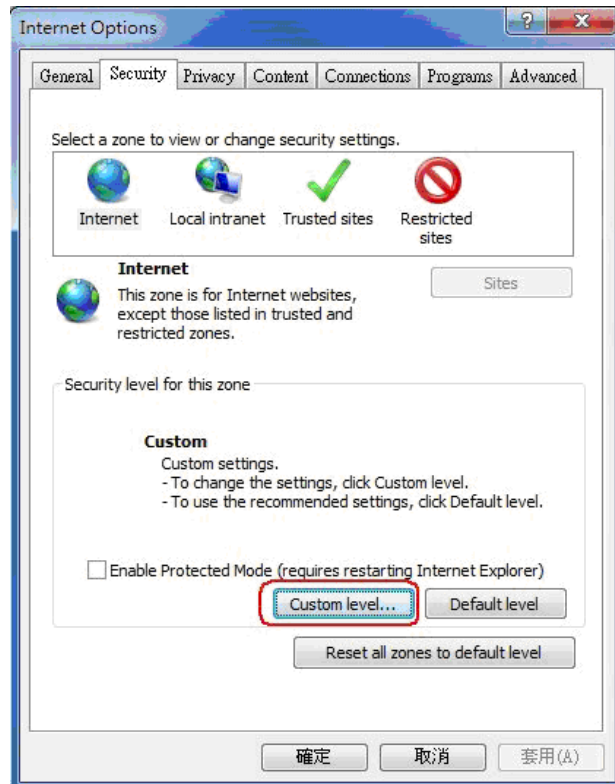 Internet Options
General Security Privacy Content Connections Programs Advanced
Select a zone to view or change security settings.
Internet Local intranet Trusted sites Restricted
sites
Internet
Sites
This zone is for Internet websites,
except those listed in trusted and
restricted zones.
Security level for this zone
Custom
Custom settings.
- To change the settings, click Custom level.
- To use the recommended settings, click Default level.
Enable Protected Mode (requires restarting Internet Explorer)
Custom level... Default level
Reset all zones to default level
確定 取消 套用(A)